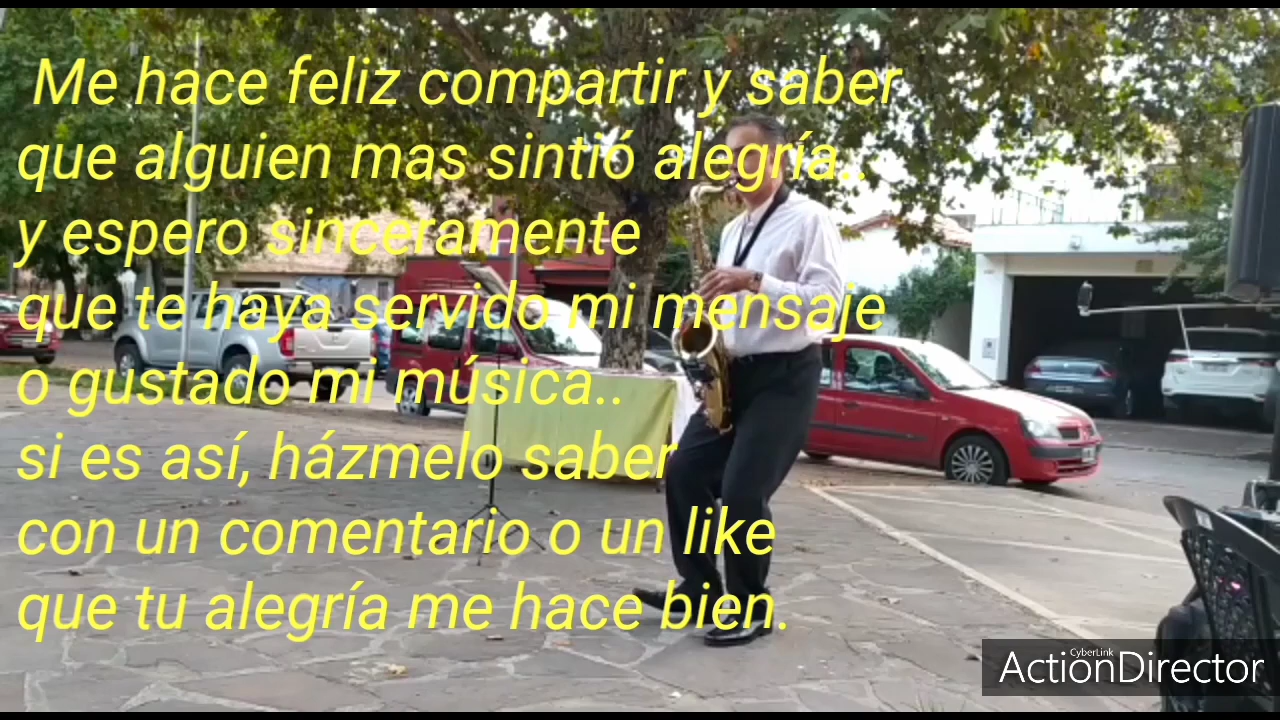 Me hace feliz compartir y saber
que alguien mas sintió alegría..
y espero sinceramente
que te haya servido mi mensaje
o gustado mi música..
si es así, házmelo saber
con un comentario o un like
que tu alegría me hace bien.
CyberLink
ActionDirector